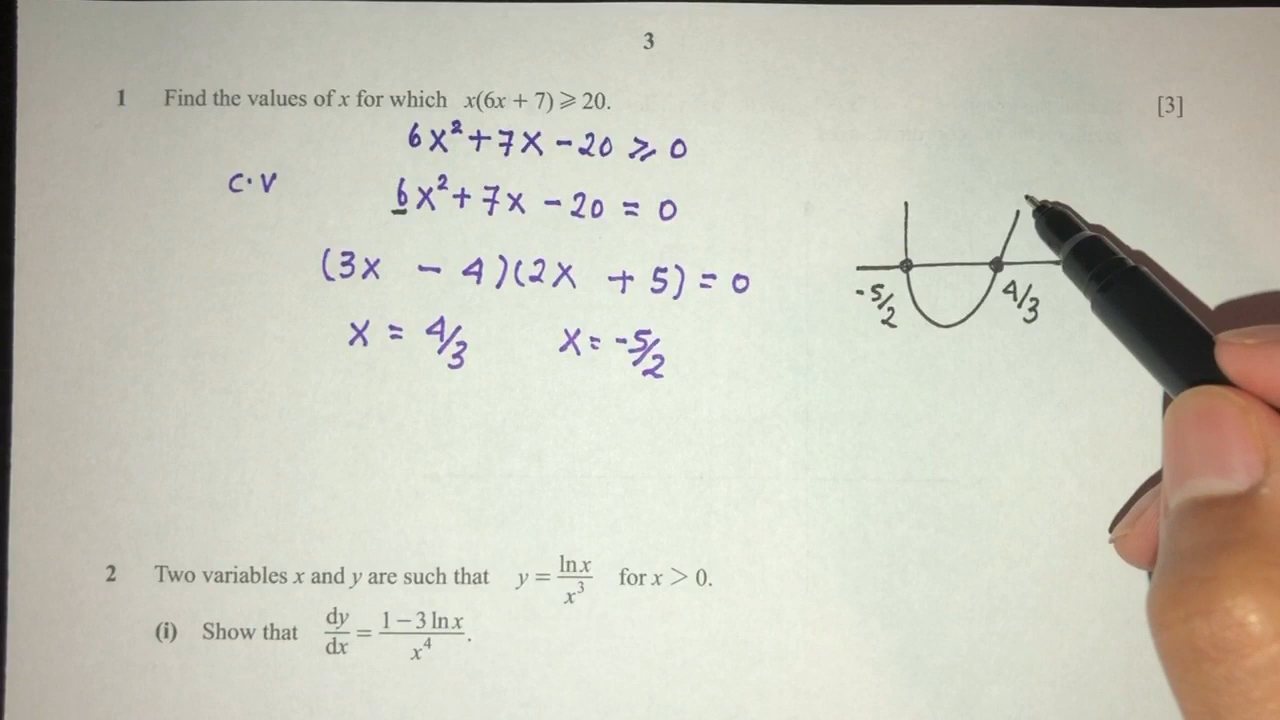 3
1 Find the values of x for which x(6x + 7) ⩾ 20. [3]
6x² + 7x - 20 ⩾ 0
c.v 6x² + 7x - 20 = 0
(3x - 4)(2x + 5) = 0
x = 4/3 x = -5/2
-5/2 4/3
2 Two variables x and y are such that y = ln x / x³ for x > 0.
(i) Show that dy/dx = (1 - 3 ln x) / x⁴.